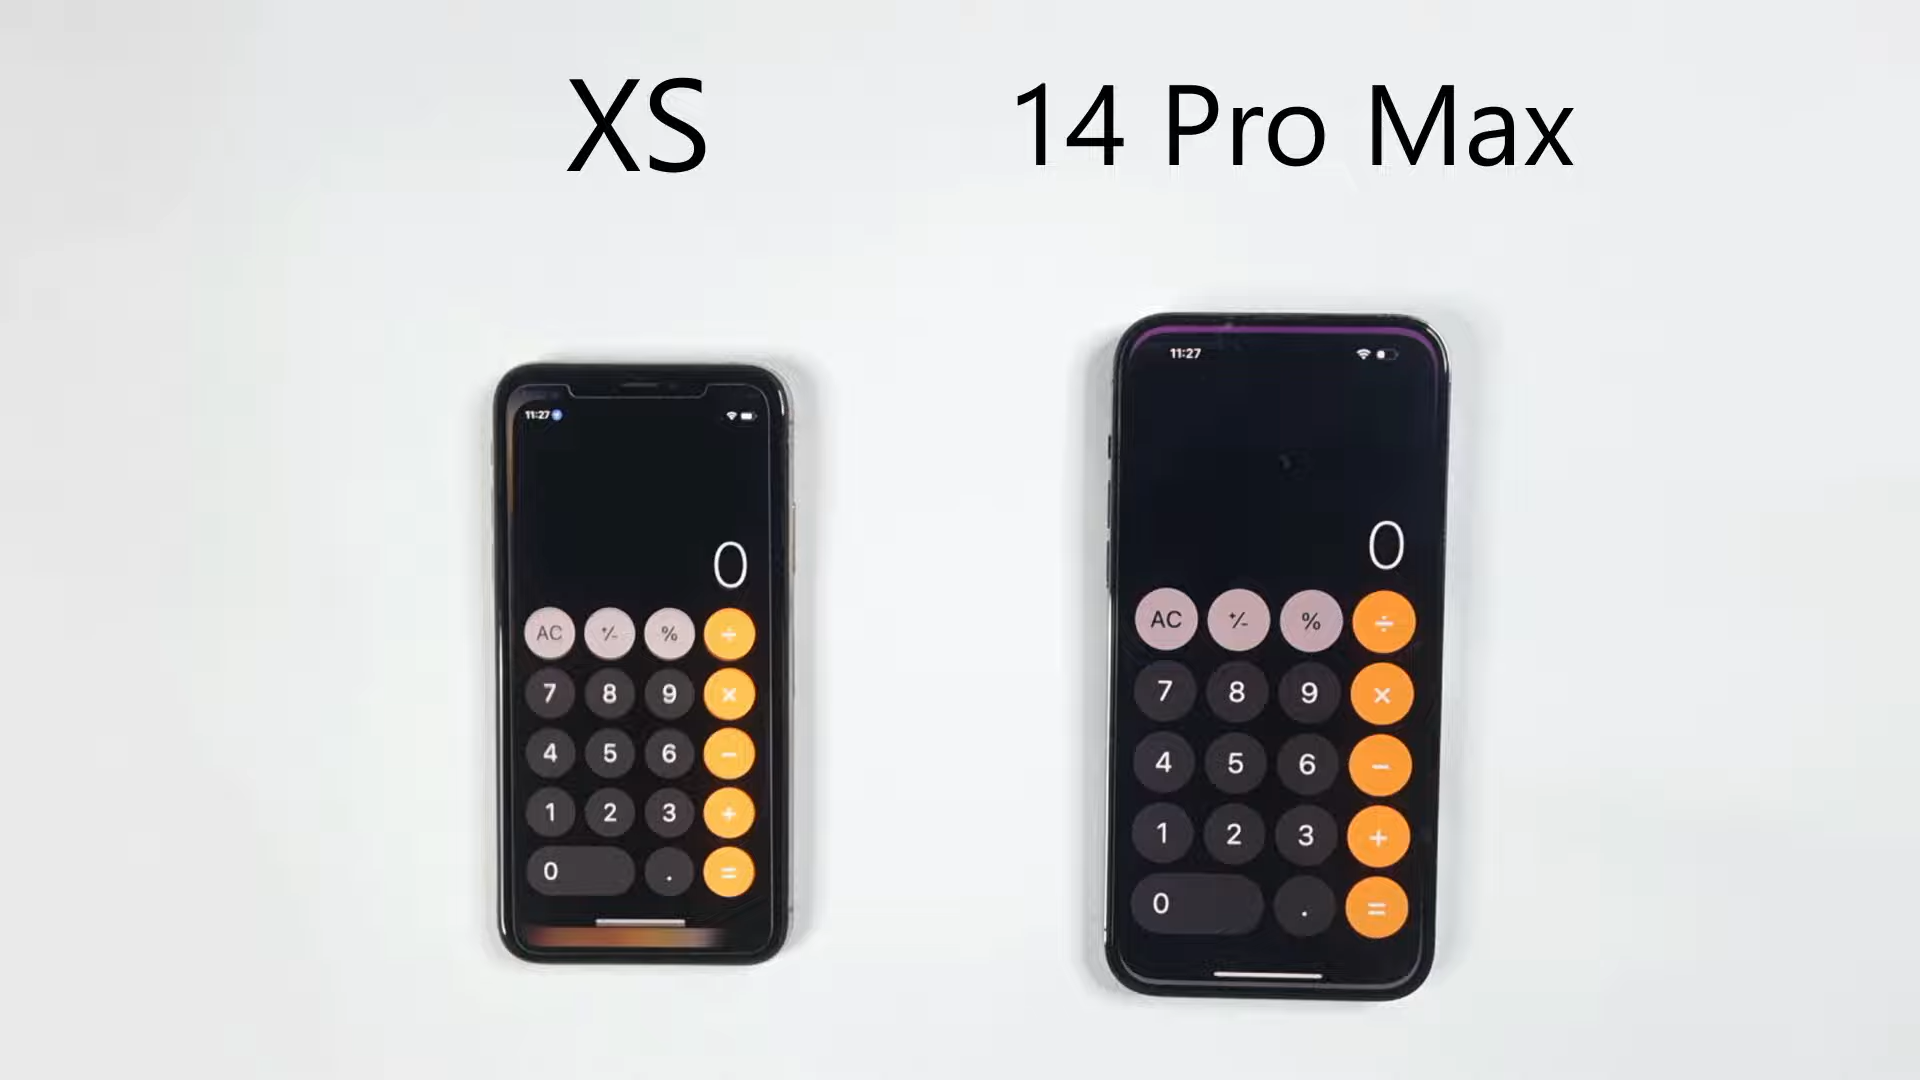 XS
14 Pro Max
11:27
0
AC +/- % ÷
7 8 9 ×
4 5 6 −
1 2 3 +
0 . =
11:27
0
AC +/- % ÷
7 8 9 ×
4 5 6 −
1 2 3 +
0 . =